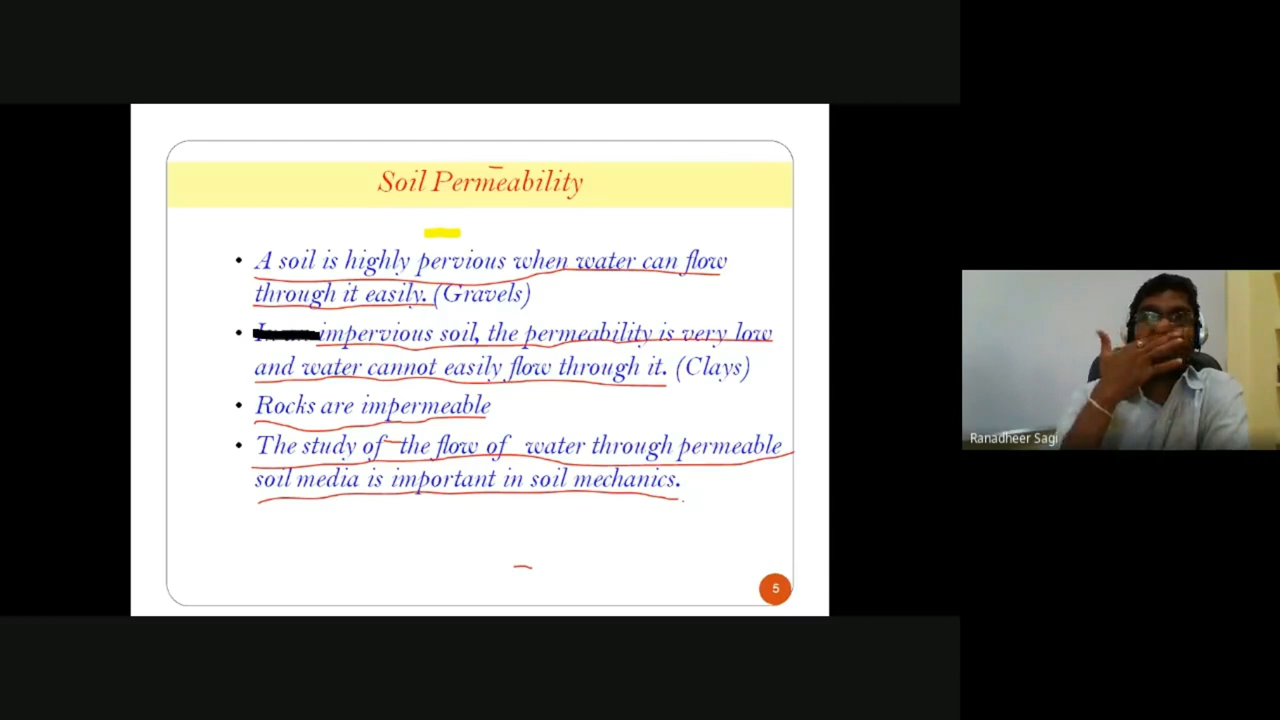 Soil Permeability
• A soil is highly pervious when water can flow
through it easily. (Gravels)
• impervious soil, the permeability is very low
and water cannot easily flow through it. (Clays)
• Rocks are impermeable
• The study of the flow of water through permeable
soil media is important in soil mechanics.
5
Ranadheer Sagi